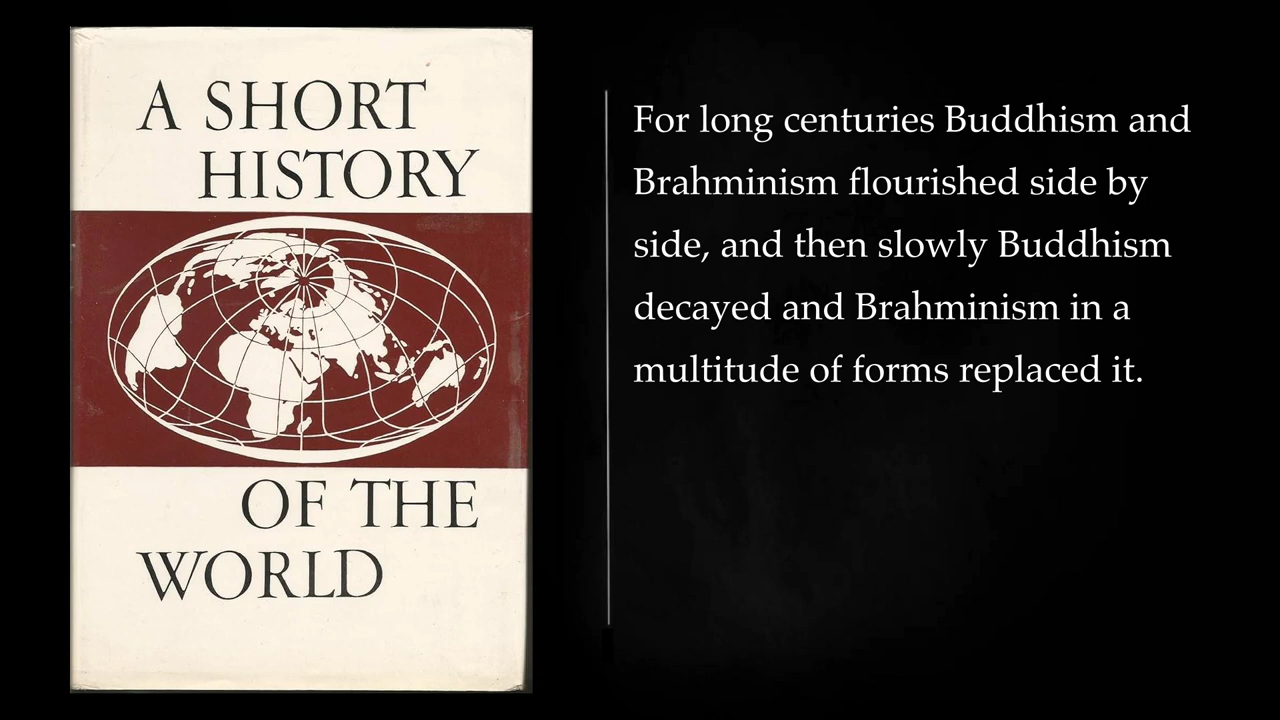 A SHORT
HISTORY
OF THE
WORLD
For long centuries Buddhism and
Brahminism flourished side by
side, and then slowly Buddhism
decayed and Brahminism in a
multitude of forms replaced it.